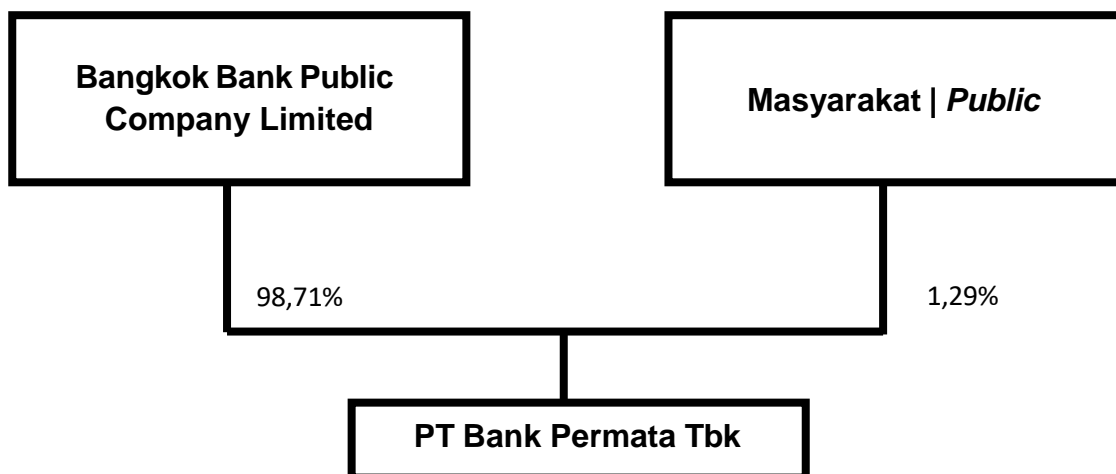 Bangkok Bank Public
Company Limited
Masyarakat | Public
98,71%
1,29%
PT Bank Permata Tbk